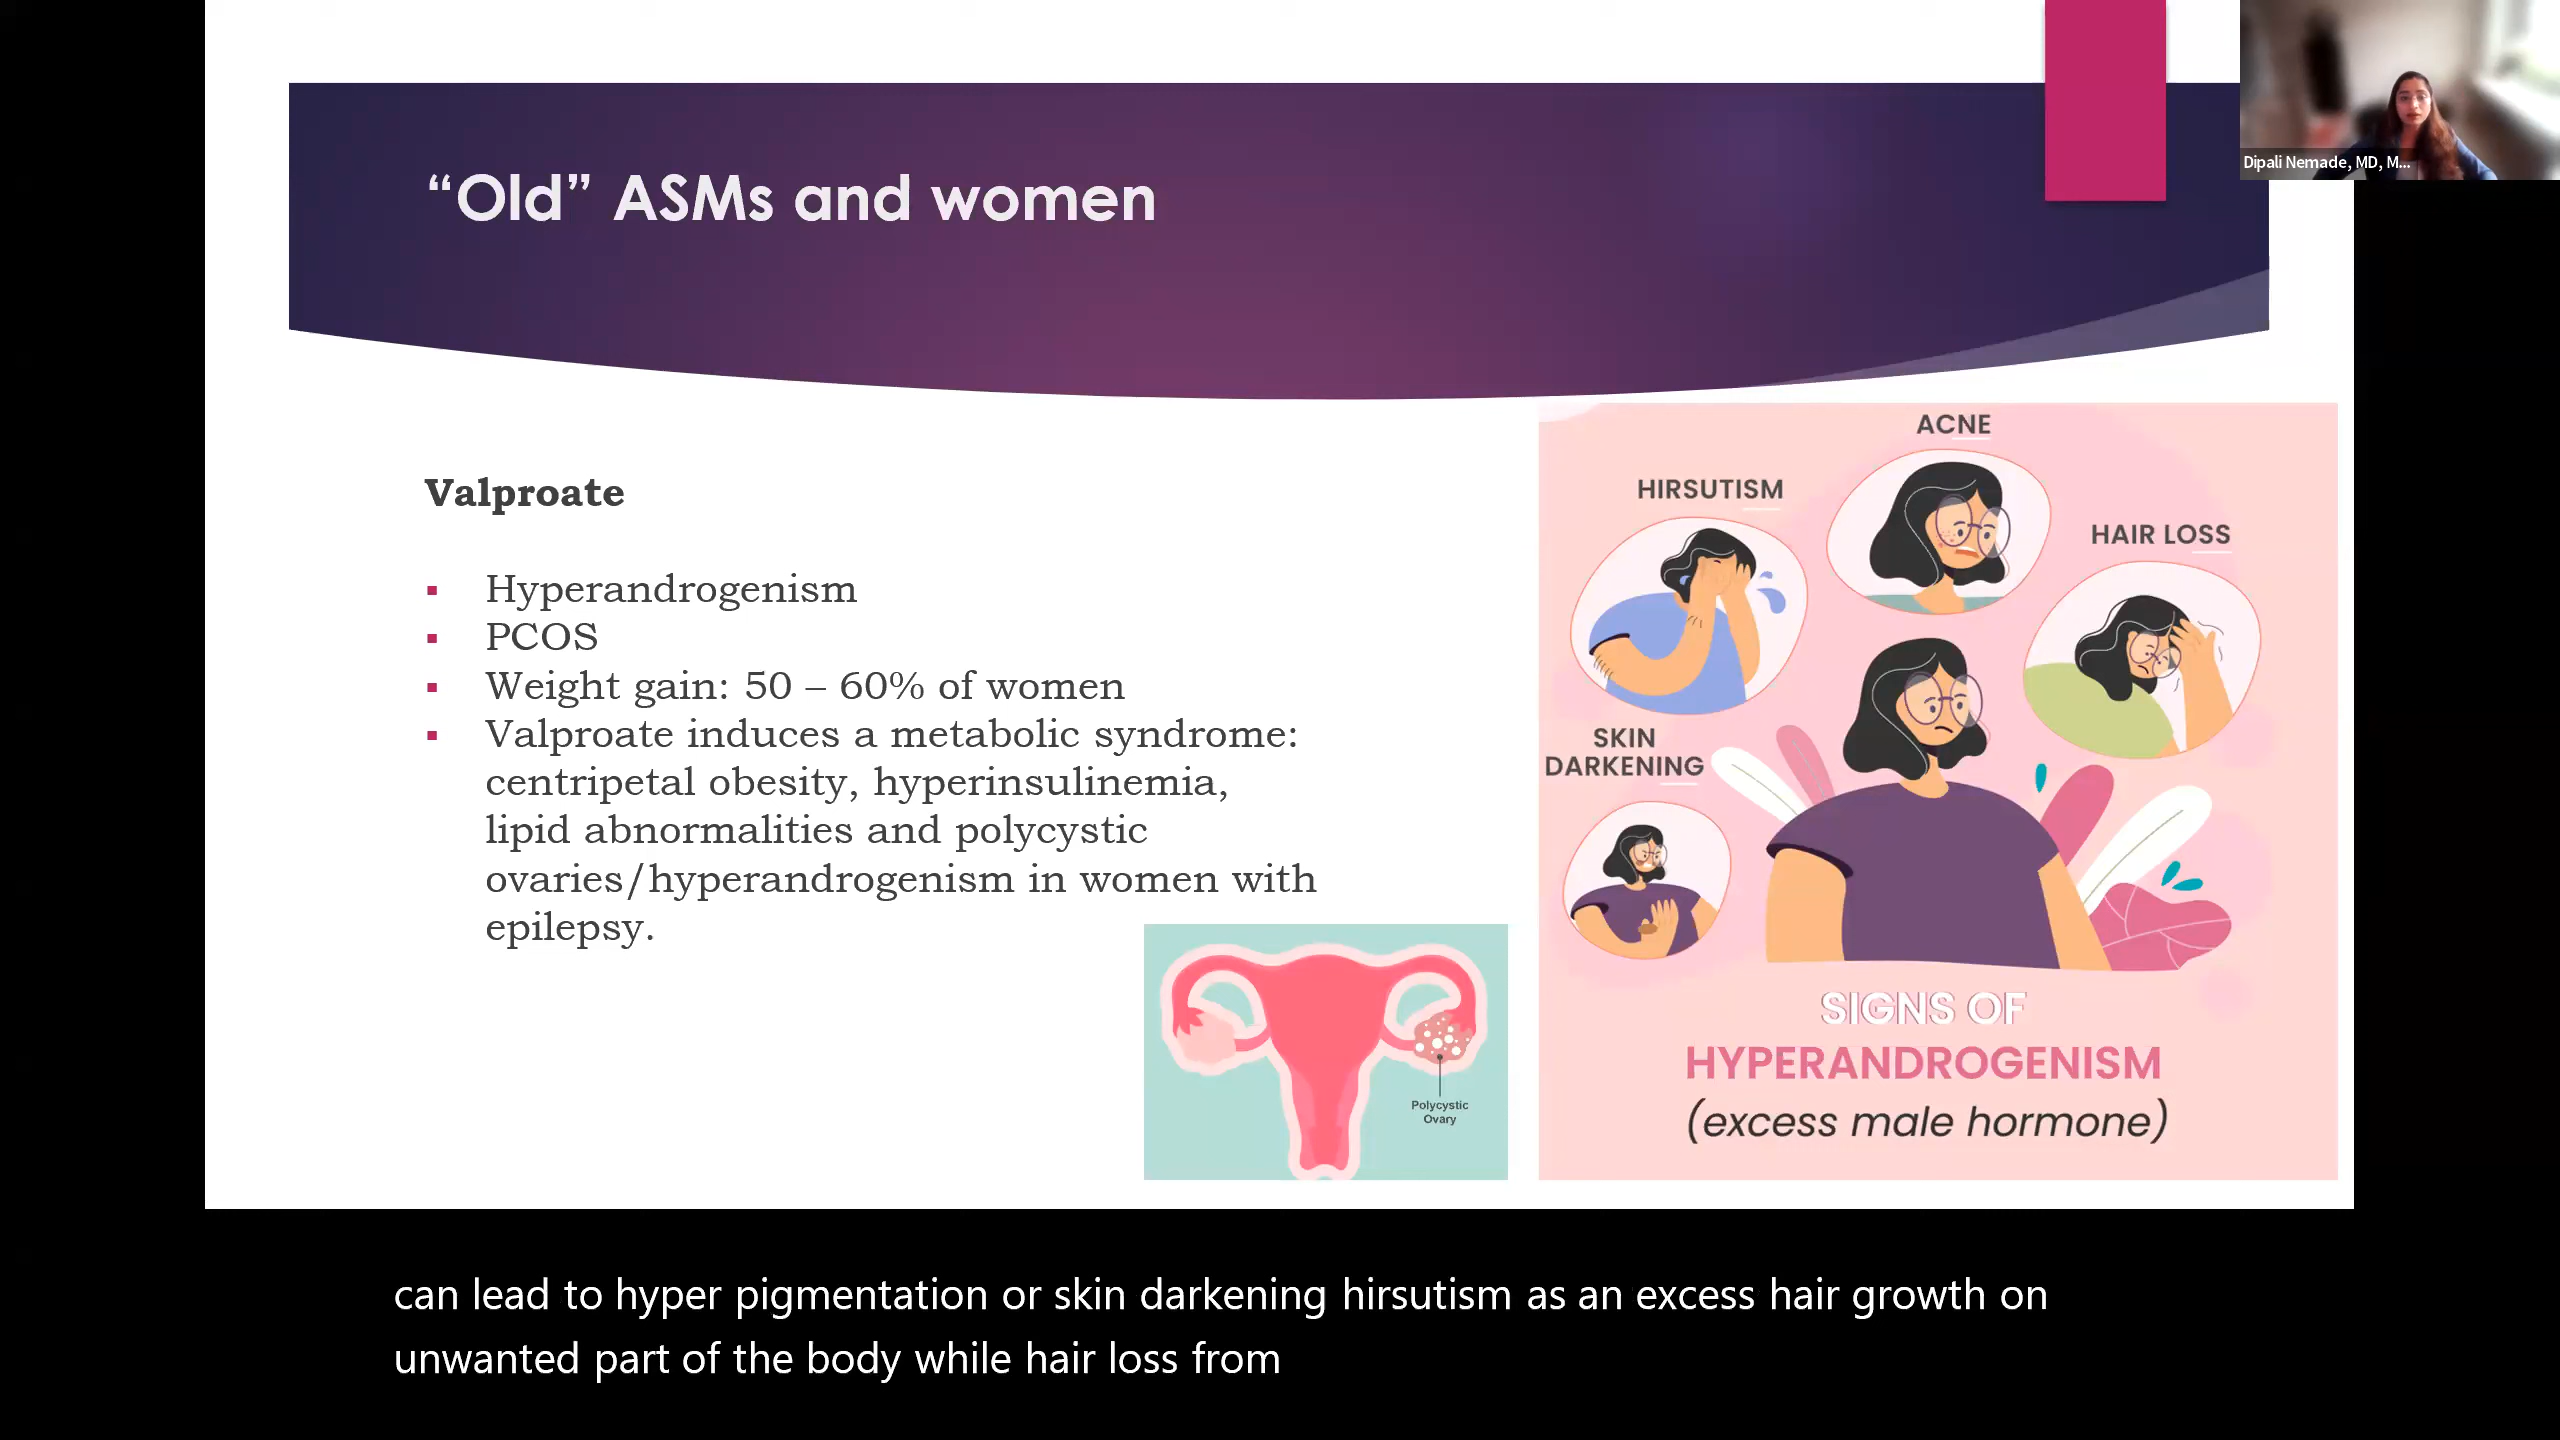 Dipali Nemade, MD, M...
“Old” ASMs and women
Valproate
▪ Hyperandrogenism
▪ PCOS
▪ Weight gain: 50 – 60% of women
▪ Valproate induces a metabolic syndrome:
centripetal obesity, hyperinsulinemia,
lipid abnormalities and polycystic
ovaries/hyperandrogenism in women with
epilepsy.
Polycystic
Ovary
ACNE
HIRSUTISM
HAIR LOSS
SKIN
DARKENING
SIGNS OF
HYPERANDROGENISM
(excess male hormone)
can lead to hyper pigmentation or skin darkening hirsutism as an excess hair growth on
unwanted part of the body while hair loss from